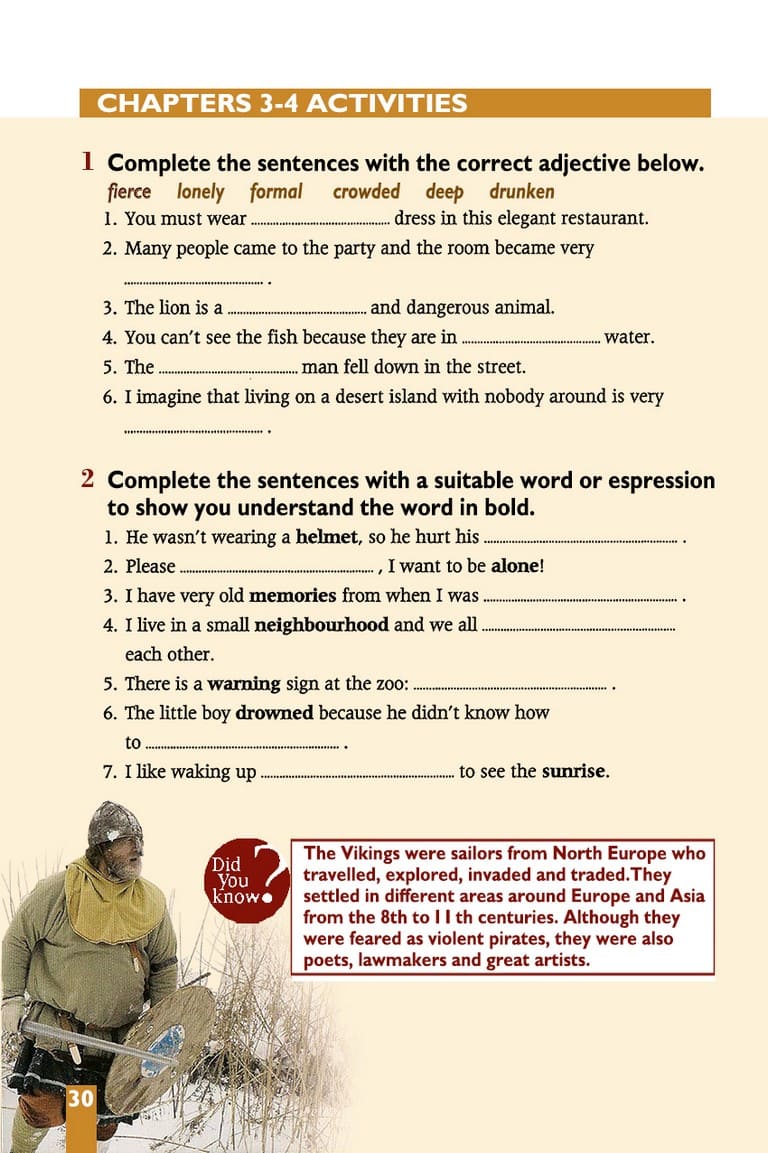 CHAPTERS 3-4 ACTIVITIES
1 Complete the sentences with the correct adjective below.
fierce lonely formal crowded deep drunken
1. You must wear ............................................. dress in this elegant restaurant.
2. Many people came to the party and the room became very
............................................. .
3. The lion is a ............................................. and dangerous animal.
4. You can't see the fish because they are in ............................................. water.
5. The ............................................. man fell down in the street.
6. I imagine that living on a desert island with nobody around is very
............................................. .
2 Complete the sentences with a suitable word or espression
to show you understand the word in bold.
1. He wasn't wearing a helmet, so he hurt his ............................................................... .
2. Please ............................................................... , I want to be alone!
3. I have very old memories from when I was ............................................................... .
4. I live in a small neighbourhood and we all ...............................................................
each other.
5. There is a warning sign at the zoo: ............................................................... .
6. The little boy drowned because he didn't know how
to ............................................................... .
7. I like waking up ............................................................... to see the sunrise.
Did
You
know?
The Vikings were sailors from North Europe who
travelled, explored, invaded and traded.They
settled in different areas around Europe and Asia
from the 8th to 11 th centuries. Although they
were feared as violent pirates, they were also
poets, lawmakers and great artists.
30